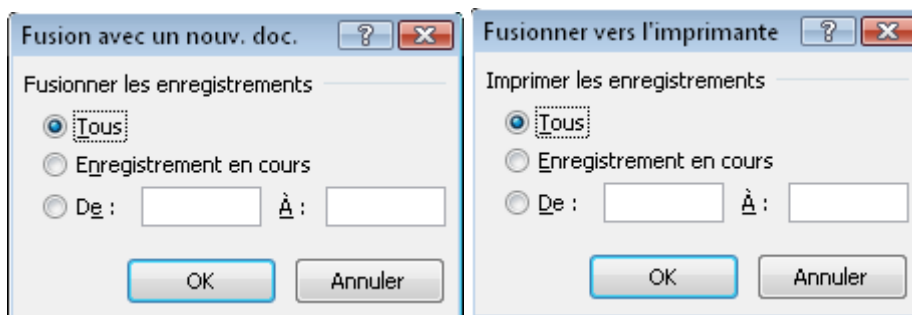 Fusion avec un nouv. doc.
Fusionner les enregistrements
Tous
Enregistrement en cours
De :
À :
OK
Annuler
Fusionner vers l'imprimante
Imprimer les enregistrements
Tous
Enregistrement en cours
De :
À :
OK
Annuler